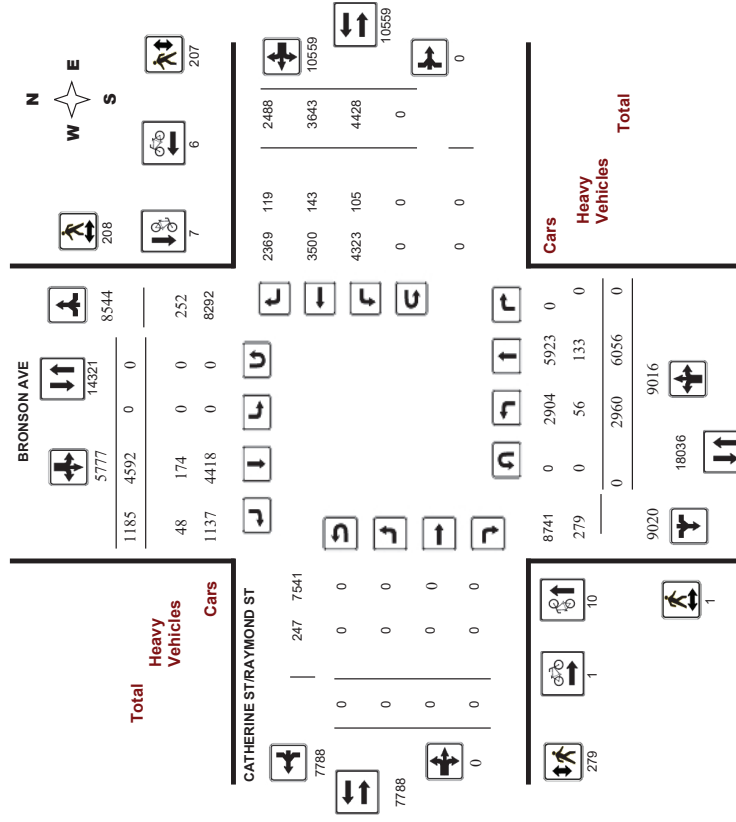 N
W E
S
208
207
7
6
BRONSON AVE
5777
14321
8544
1185 4592 0 0
48 174 0 0 252
1137 4418 0 0 8292
Total
Heavy
Vehicles
Cars
CATHERINE ST/RAYMOND ST
7788
247 7541
0 0 0
0 0 0
0 0 0
0 0 0
7788
0
2369 119 2488
3500 143 3643
4323 105 4428
0 0 0
0 0
10559
10559
0
Cars
Heavy
Vehicles
Total
8741 0 2904 5923 0
279 0 56 133 0
0 2960 6056 0
9020
18036
9016
279
1
10
1